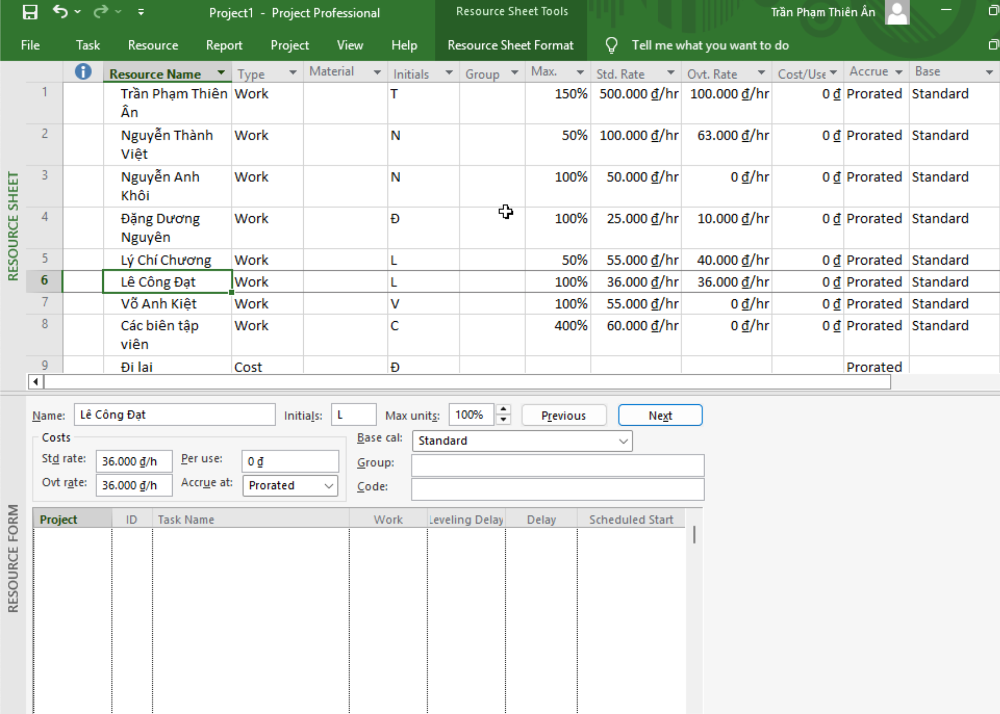 Project1 - Project Professional
Resource Sheet Tools
Trần Phạm Thiên Ân
File Task Resource Report Project View Help Resource Sheet Format Tell me what you want to do
Resource Name Type Material Initials Group Max. Std. Rate Ovt. Rate Cost/Use Accrue Base
1 Trần Phạm Thiên Work T 150% 500.000 ₫/hr 100.000 ₫/hr 0 ₫ Prorated Standard
Ân
2 Nguyễn Thành Work N 50% 100.000 ₫/hr 63.000 ₫/hr 0 ₫ Prorated Standard
Việt
3 Nguyễn Anh Work N 100% 50.000 ₫/hr 0 ₫/hr 0 ₫ Prorated Standard
Khôi
4 Đặng Dương Work Đ 100% 25.000 ₫/hr 10.000 ₫/hr 0 ₫ Prorated Standard
Nguyên
5 Lý Chí Chương Work L 50% 55.000 ₫/hr 40.000 ₫/hr 0 ₫ Prorated Standard
6 Lê Công Đạt Work L 100% 36.000 ₫/hr 36.000 ₫/hr 0 ₫ Prorated Standard
7 Võ Anh Kiệt Work V 100% 55.000 ₫/hr 0 ₫/hr 0 ₫ Prorated Standard
8 Các biên tập Work C 400% 60.000 ₫/hr 0 ₫/hr 0 ₫ Prorated Standard
viên
9 Đi lai Cost Đ Prorated
RESOURCE SHEET
Name: Lê Công Đạt Initials: L Max units: 100% Previous Next
Costs Base cal: Standard
Std rate: 36.000 ₫/h Per use: 0 ₫ Group:
Ovt rate: 36.000 ₫/h Accrue at: Prorated Code:
Project ID Task Name Work Leveling Delay Delay Scheduled Start
RESOURCE FORM